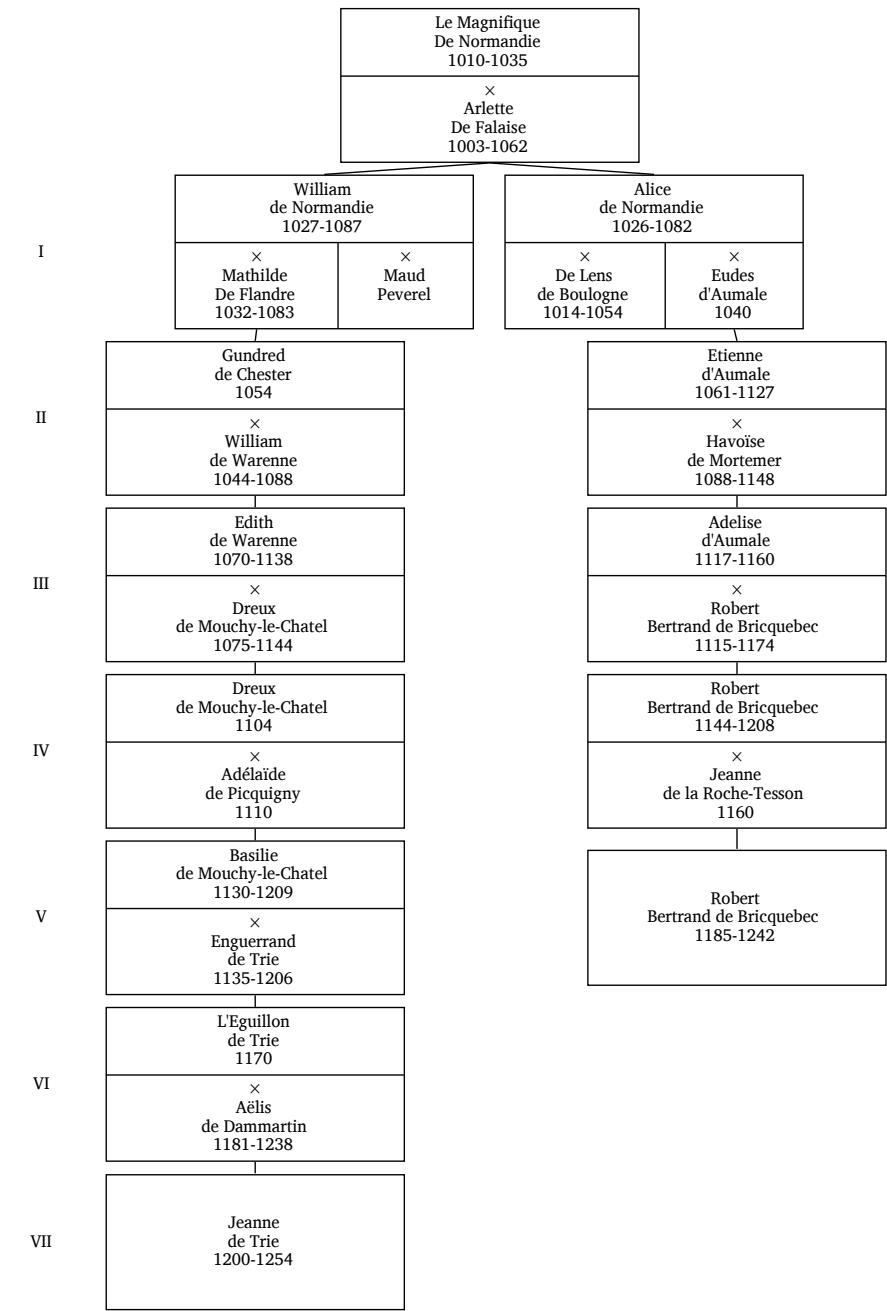 Le Magnifique
De Normandie
1010-1035
×
Arlette
De Falaise
1003-1062
I
William
de Normandie
1027-1087
×
Mathilde
De Flandre
1032-1083
×
Maud
Peverel
Alice
de Normandie
1026-1082
×
De Lens
de Boulogne
1014-1054
×
Eudes
d'Aumale
1040
II
Gundred
de Chester
1054
×
William
de Warenne
1044-1088
Etienne
d'Aumale
1061-1127
×
Havoïse
de Mortemer
1088-1148
III
Edith
de Warenne
1070-1138
×
Dreux
de Mouchy-le-Chatel
1075-1144
Adelise
d'Aumale
1117-1160
×
Robert
Bertrand de Bricquebec
1115-1174
IV
Dreux
de Mouchy-le-Chatel
1104
×
Adélaïde
de Picquigny
1110
Robert
Bertrand de Bricquebec
1144-1208
×
Jeanne
de la Roche-Tesson
1160
V
Basilie
de Mouchy-le-Chatel
1130-1209
×
Enguerrand
de Trie
1135-1206
Robert
Bertrand de Bricquebec
1185-1242
VI
L'Eguillon
de Trie
1170
×
Aëlis
de Dammartin
1181-1238
VII
Jeanne
de Trie
1200-1254